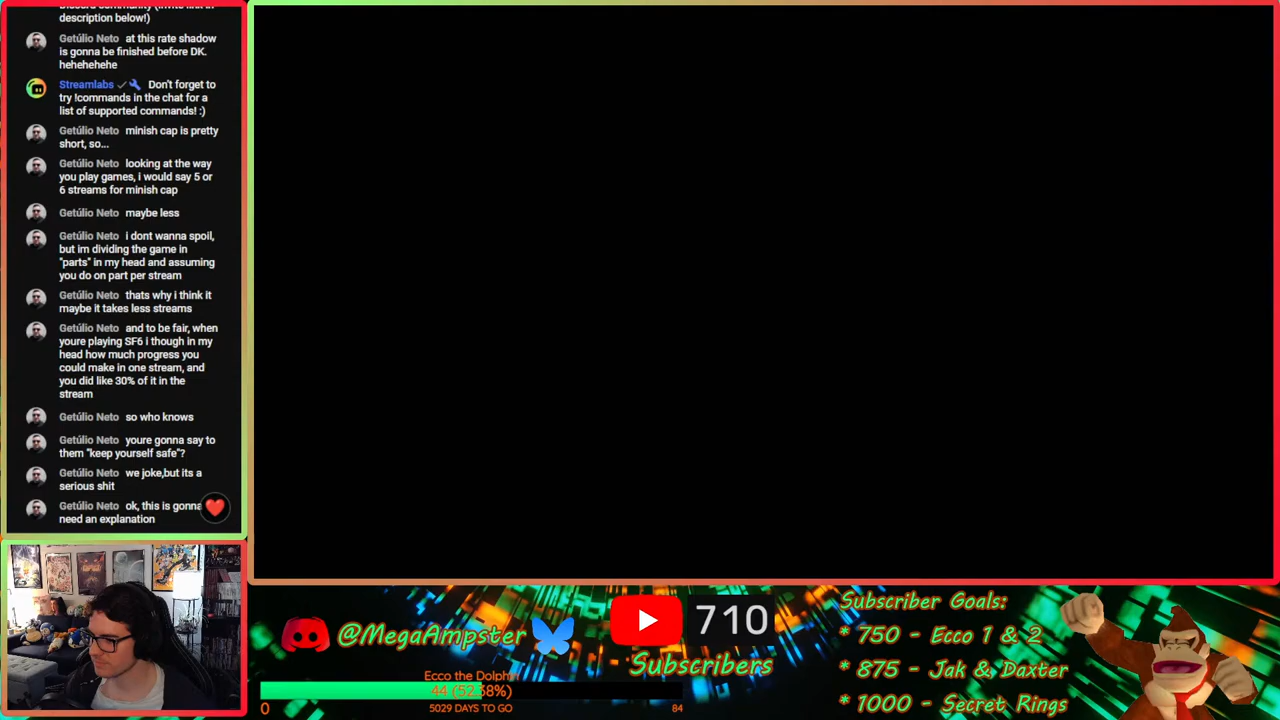 Discord community (invite link in
description below!)
Getúlio Neto at this rate shadow
is gonna be finished before DK.
hehehehehe
Streamlabs Don't forget to
try !commands in the chat for a
list of supported commands! :)
Getúlio Neto minish cap is pretty
short, so...
Getúlio Neto looking at the way
you play games, i would say 5 or
6 streams for minish cap
Getúlio Neto maybe less
Getúlio Neto i dont wanna spoil,
but im dividing the game in
"parts" in my head and assuming
you do on part per stream
Getúlio Neto thats why i think it
maybe it takes less streams
Getúlio Neto and to be fair, when
youre playing SF6 i though in my
head how much progress you
could make in one stream, and
you did like 30% of it in the
stream
Getúlio Neto so who knows
Getúlio Neto youre gonna say to
them "keep yourself safe"?
Getúlio Neto we joke,but its a
serious shit
Getúlio Neto ok, this is gonna
need an explanation
@MegaAmpster
710
Subscribers
Ecco the Dolphin
44 (52.38%)
0
5029 DAYS TO GO
84
Subscriber Goals:
* 750 - Ecco 1 & 2
* 875 - Jak & Daxter
* 1000 - Secret Rings